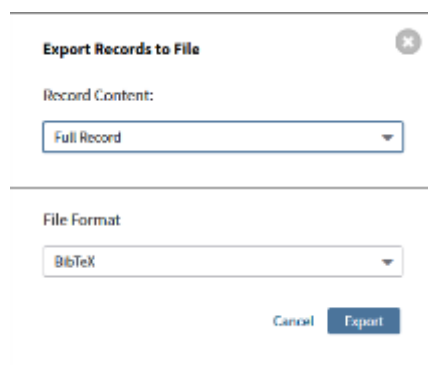 Export Records to File
Record Content:
Full Record
File Format
BibTeX
Cancel Export